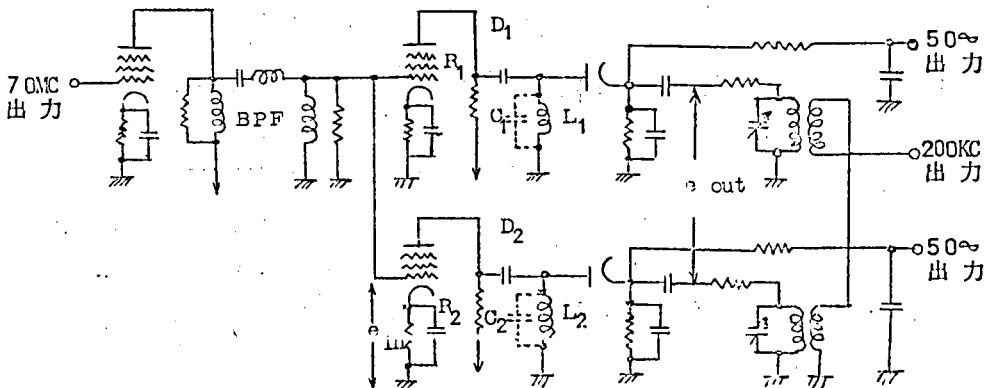 D₁
50∿
出力
R₁
70MC
出力
BPF
C₁
L₁
200KC
出力
e out
D₂
50∿
出力
R₂
C₂
L₂
e
in